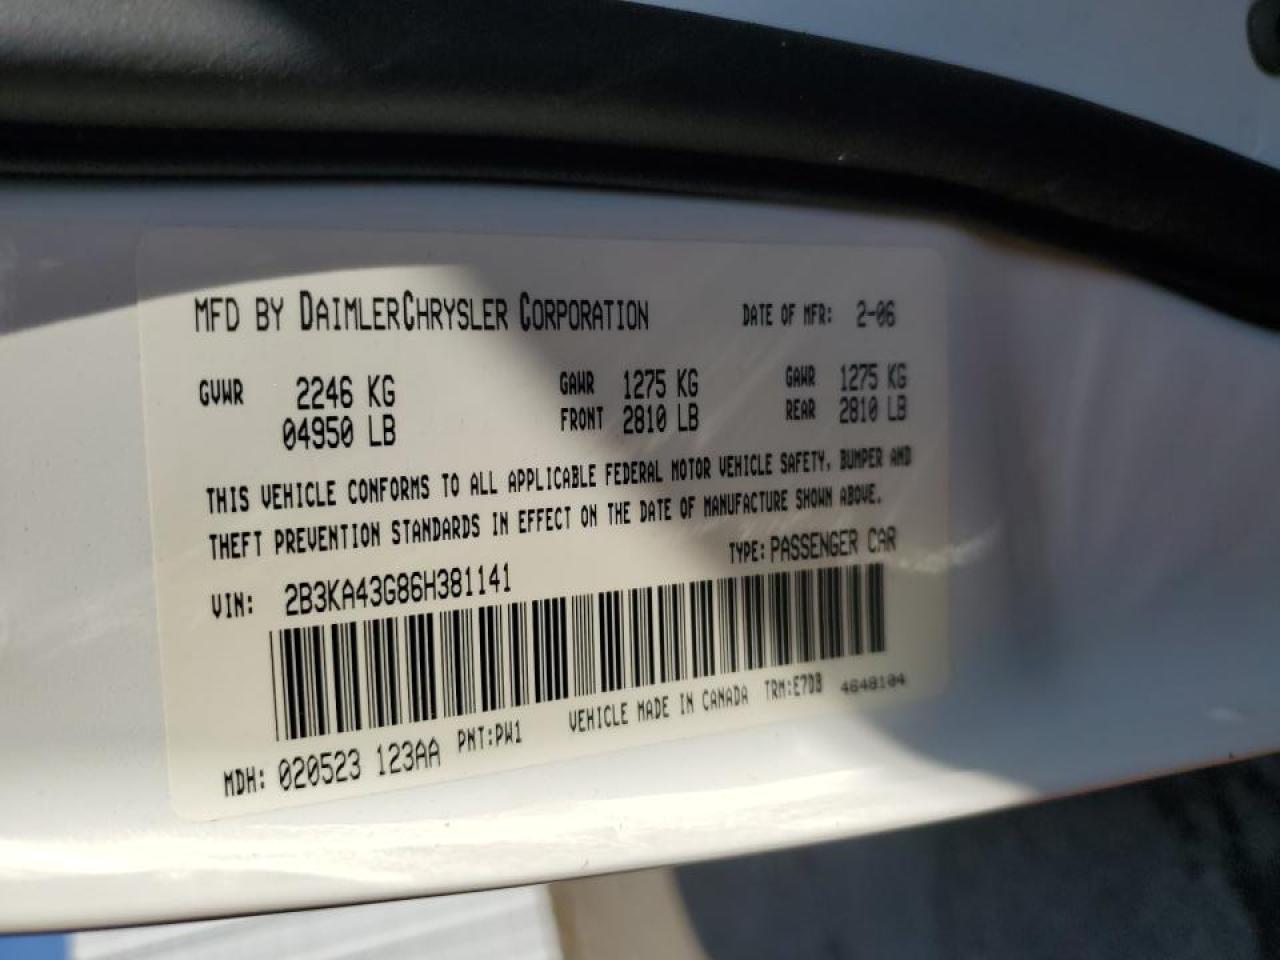 MFD BY DAIMLERCHRYSLER CORPORATION DATE OF MFR: 2-06
GVWR 2246 KG GAWR 1275 KG GAWR 1275 KG
04950 LB FRONT 2810 LB REAR 2810 LB
THIS VEHICLE CONFORMS TO ALL APPLICABLE FEDERAL MOTOR VEHICLE SAFETY, BUMPER AND
THEFT PREVENTION STANDARDS IN EFFECT ON THE DATE OF MANUFACTURE SHOWN ABOVE.
VIN: 2B3KA43G86H381141 TYPE: PASSENGER CAR
MDH: 020523 123AA PNT:PW1 VEHICLE MADE IN CANADA TRM:E7D8 4648104